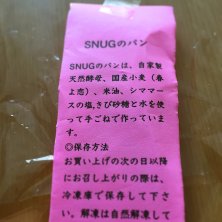 SNUGのパン
SNUGのパンは、自家製
天然酵母、国産小麦（春
よ恋）、米油、シママー
スの塩,きび砂糖と水を使
って手ごねで作っていま
す。
◎保存方法
お買い上げの次の日以降
にお召し上がりの際は、
冷凍庫で保存して下さ
い。解凍は自然解凍して